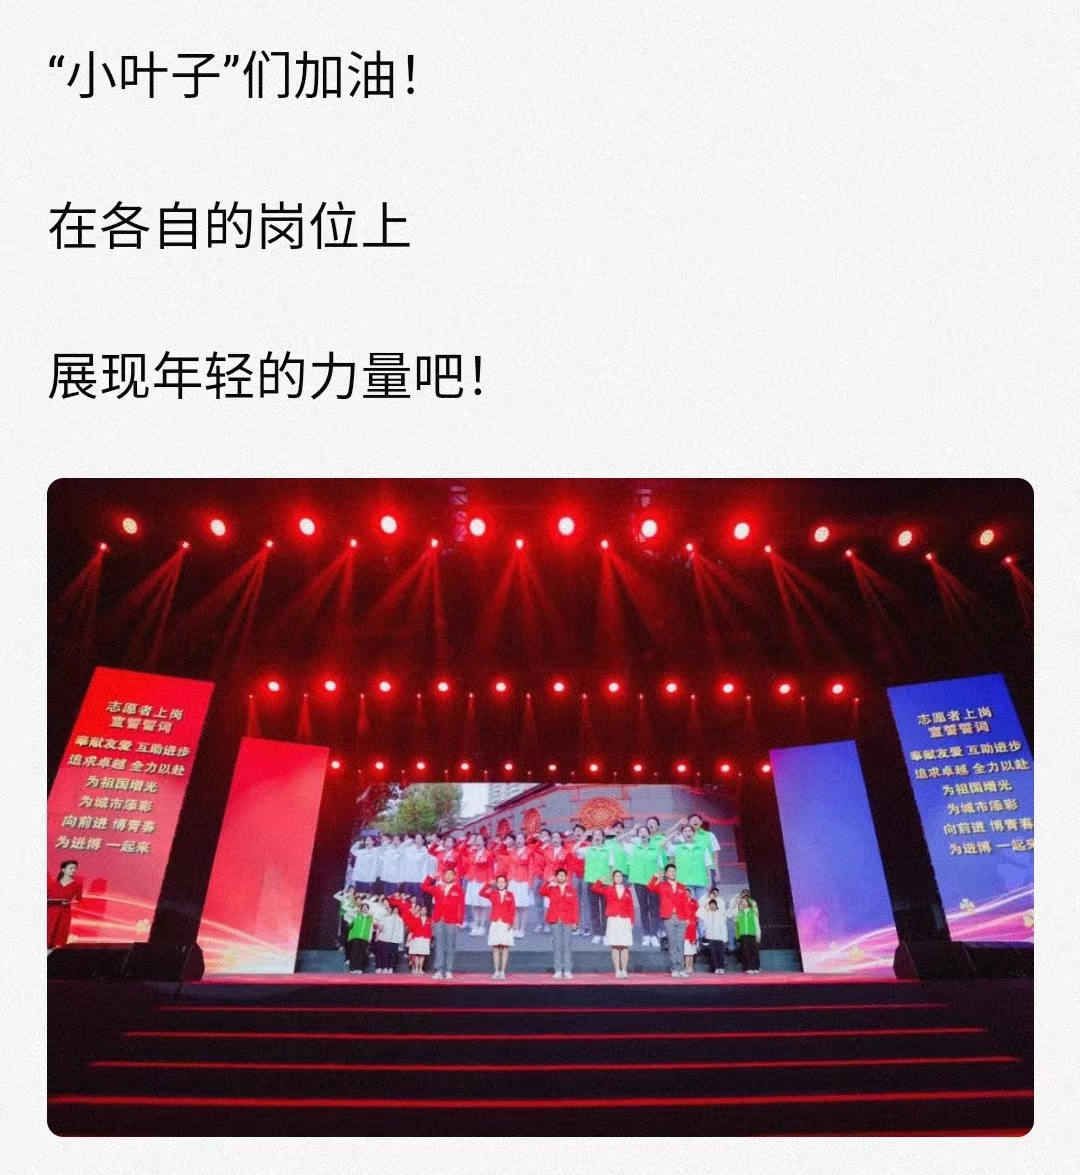 “小叶子”们加油！
在各自的岗位上
展现年轻的力量吧！
志愿者上岗
宣誓誓词
奉献友爱 互助进步
追求卓越 全力以赴
为祖国增光
为城市添彩
向前进 博青春
为进博 一起来
志愿者上岗
宣誓誓词
奉献友爱 互助进步
追求卓越 全力以赴
为祖国增光
为城市添彩
向前进 博青春
为进博 一起来